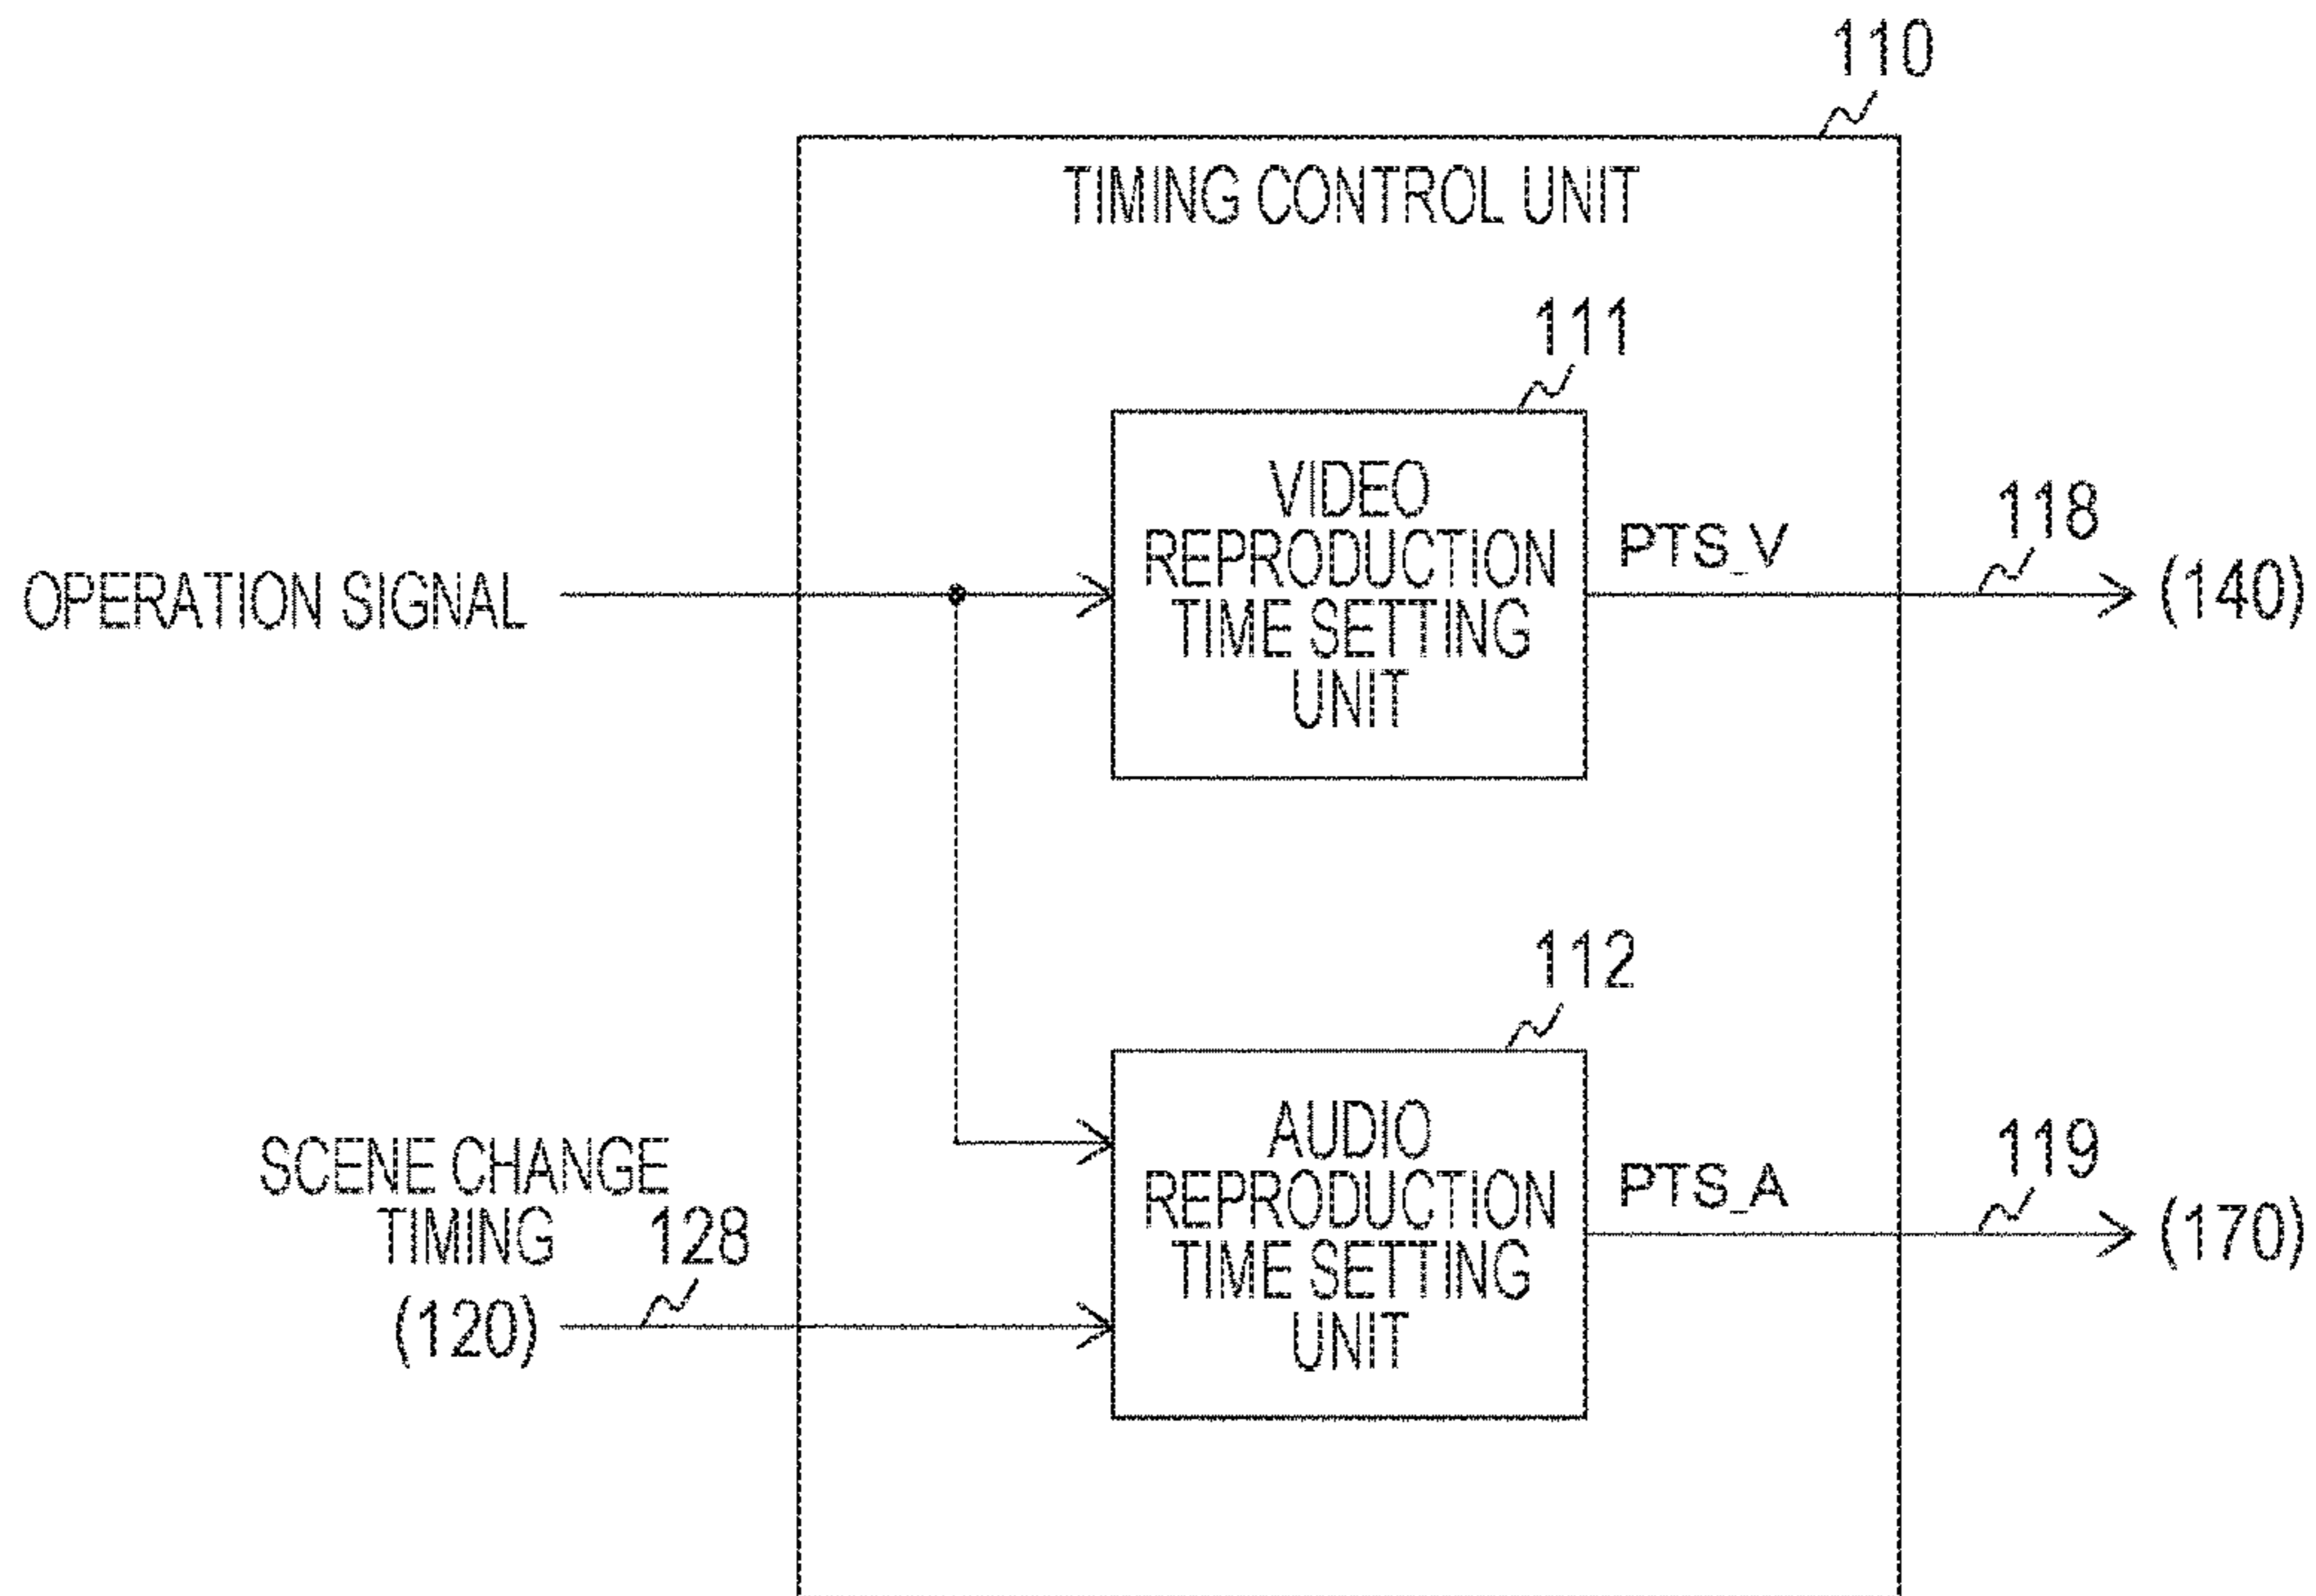 110
TIMING CONTROL UNIT
111
VIDEO
REPRODUCTION
TIME SETTING
UNIT
OPERATION SIGNAL
PTS_V
118
(140)
112
AUDIO
REPRODUCTION
TIME SETTING
UNIT
SCENE CHANGE
TIMING
128
(120)
PTS_A
119
(170)